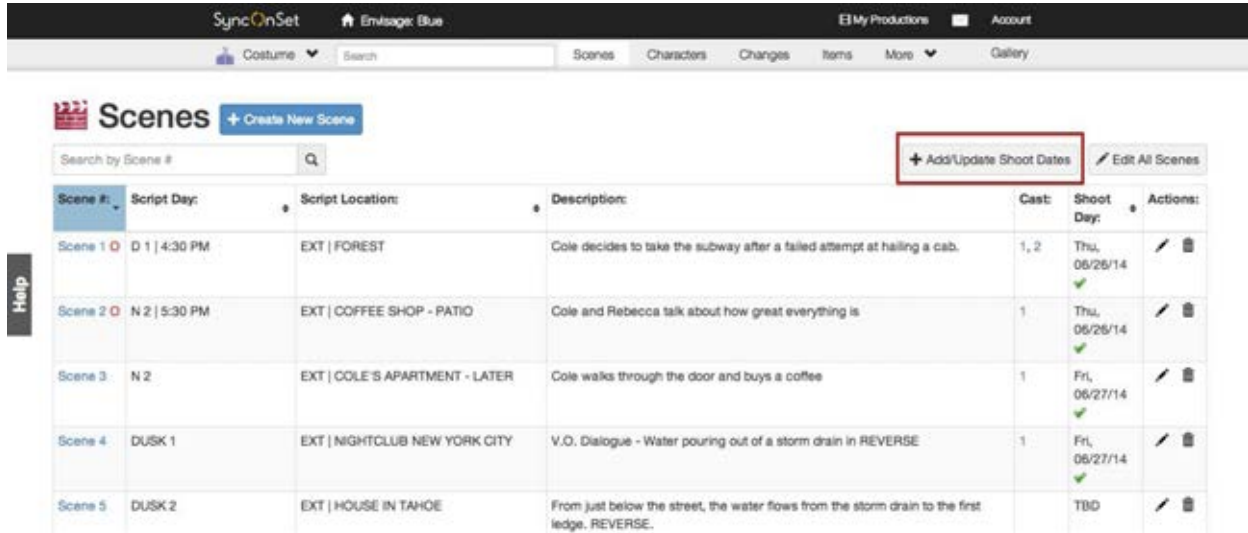 SyncOnSet Envisage: Blue My Productions Account
Costume Search Scenes Characters Changes Items More Gallery
Scenes + Create New Scene
Search by Scene # + Add/Update Shoot Dates Edit All Scenes
Scene #: Script Day: Script Location: Description: Cast: Shoot Actions:
Day:
Scene 1 O D 1 | 4:30 PM EXT | FOREST Cole decides to take the subway after a failed attempt at hailing a cab. 1, 2 Thu,
06/26/14
Help
Scene 2 O N 2 | 5:30 PM EXT | COFFEE SHOP - PATIO Cole and Rebecca talk about how great everything is 1 Thu,
06/26/14
Scene 3 N 2 EXT | COLE'S APARTMENT - LATER Cole walks through the door and buys a coffee 1 Fri,
06/27/14
Scene 4 DUSK 1 EXT | NIGHTCLUB NEW YORK CITY V.O. Dialogue - Water pouring out of a storm drain in REVERSE 1 Fri,
06/27/14
Scene 5 DUSK 2 EXT | HOUSE IN TAHOE From just below the street, the water flows from the storm drain to the first TBD
ledge. REVERSE.